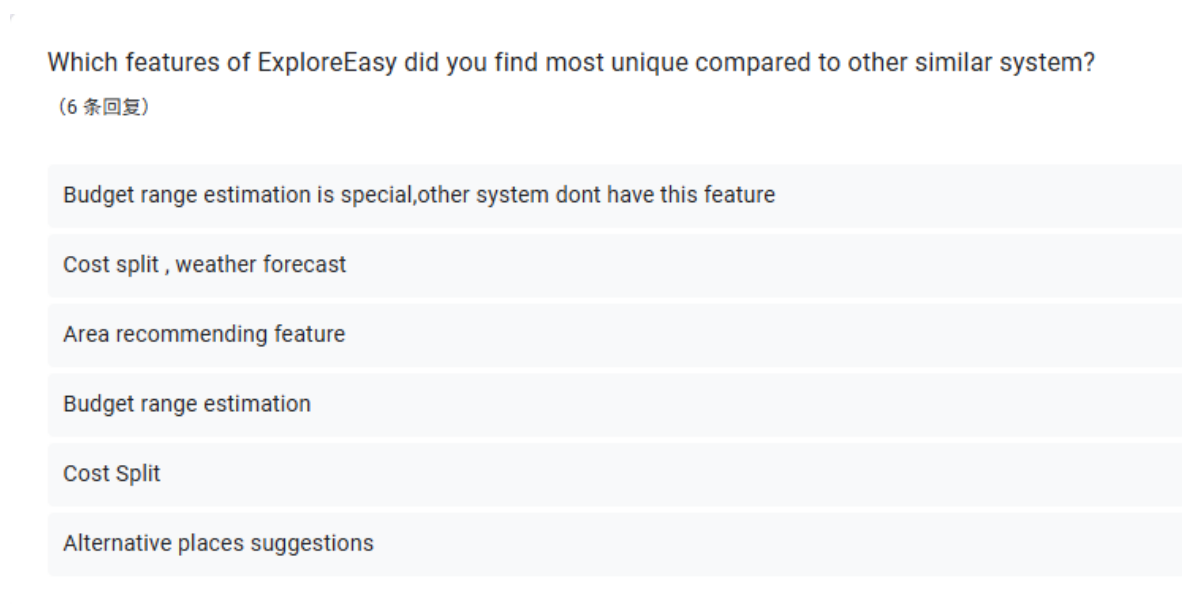 Which features of ExploreEasy did you find most unique compared to other similar system?
（6 条回复）
Budget range estimation is special,other system dont have this feature
Cost split , weather forecast
Area recommending feature
Budget range estimation
Cost Split
Alternative places suggestions